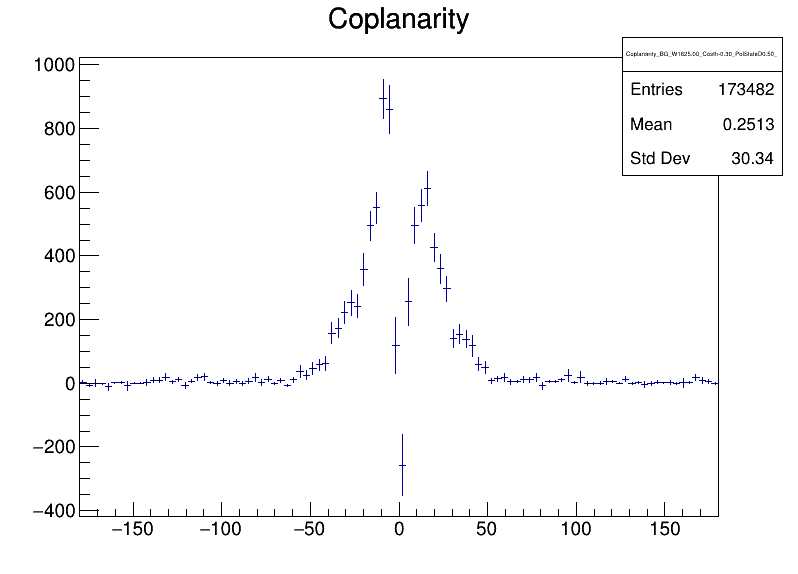 Coplanarity
Coplanarity_BG_W1625.00_Costh-0.30_PolStateD0.50_
Entries 173482
Mean 0.2513
Std Dev 30.34
1000
800
600
400
200
0
−200
−400
−150 −100 −50 0 50 100 150